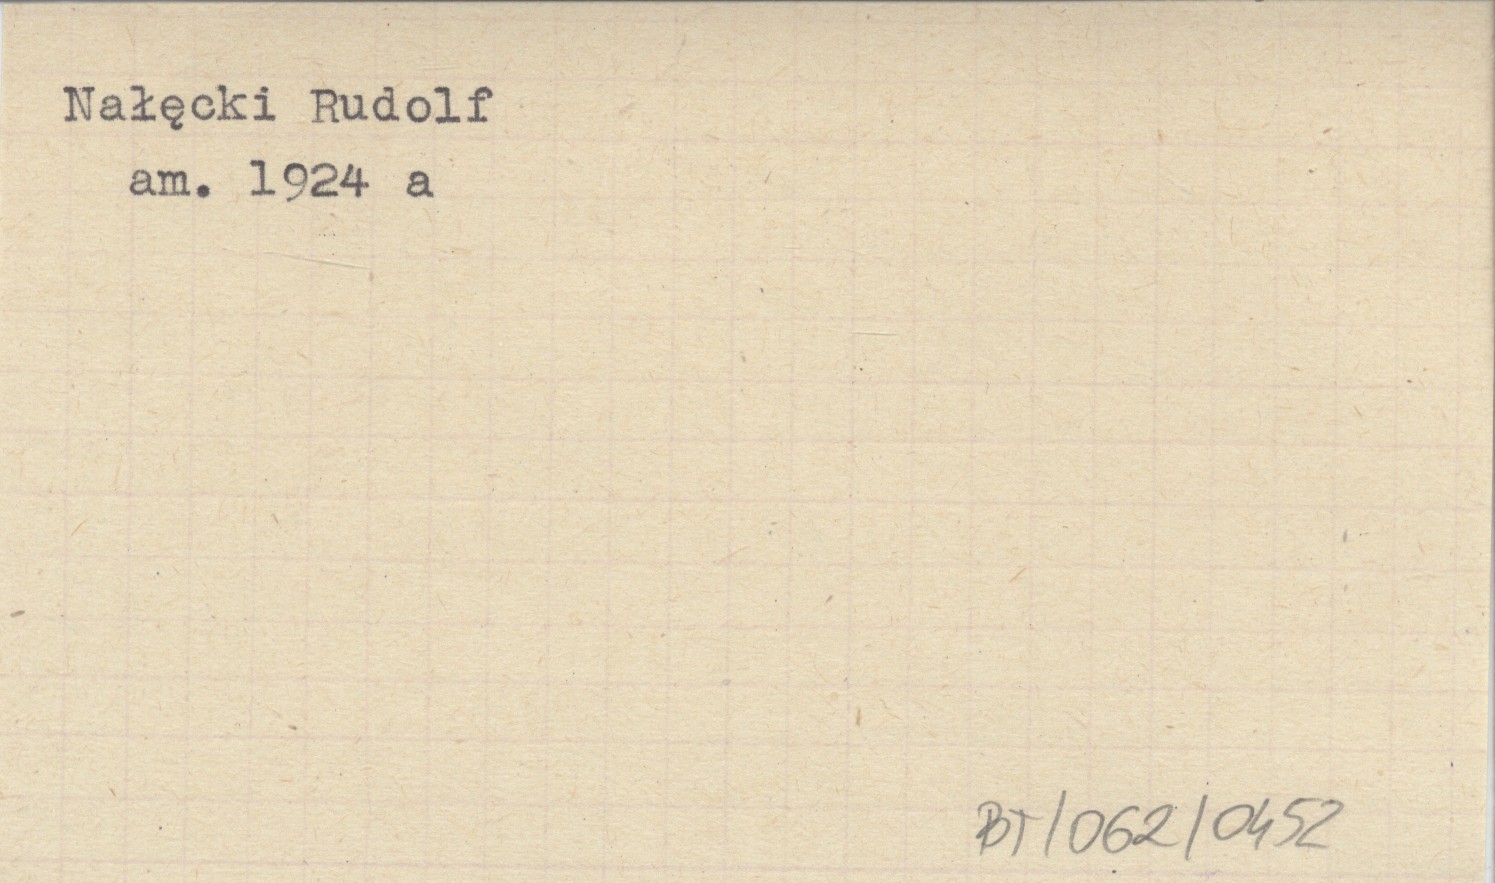 Nałęcki Rudolf
am. 1924 a
BT/062/0452